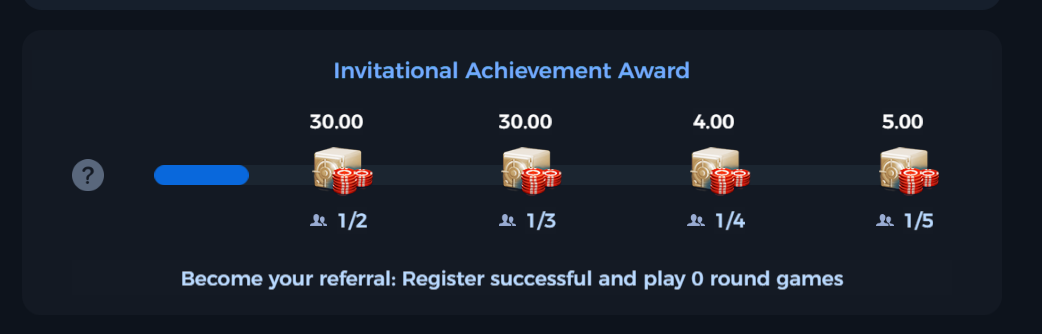 Invitational Achievement Award
30.00 30.00 4.00 5.00
?
1/2 1/3 1/4 1/5
Become your referral: Register successful and play 0 round games